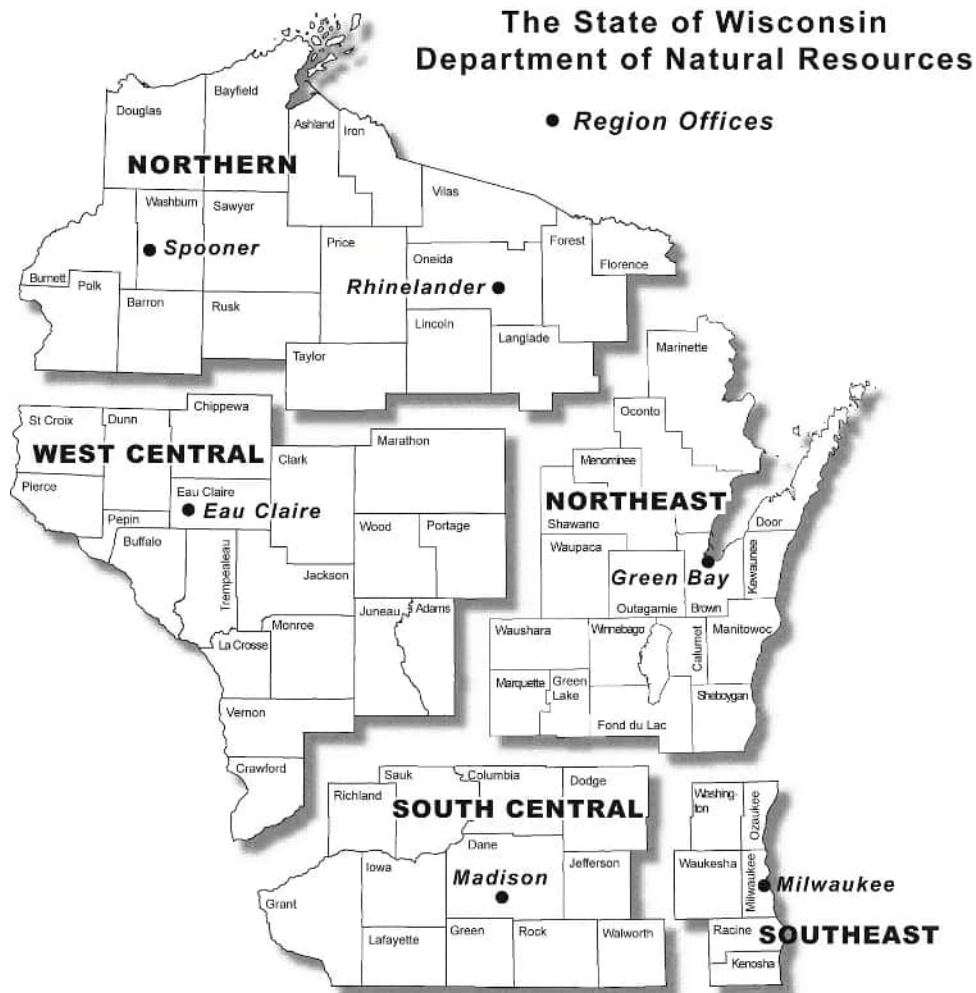 The State of Wisconsin
Department of Natural Resources
Region Offices
Douglas
Bayfield
Ashland
Iron
NORTHERN
Vilas
Washburn
Sawyer
Spooner
Price
Oneida
Forest
Florence
Burnett
Polk
Rhinelander
Barron
Rusk
Lincoln
Langlade
Taylor
Marinette
St Croix
Dunn
Chippewa
Oconto
WEST CENTRAL
Clark
Marathon
Menominee
Pierce
Eau Claire
Eau Claire
NORTHEAST
Pepin
Buffalo
Wood
Portage
Shawano
Door
Waupaca
Trempealeau
Jackson
Green Bay
Kewaunee
Juneau
Adams
Outagamie
Brown
Monroe
La Crosse
Waushara
Winnebago
Calumet
Manitowoc
Marquette
Green
Lake
Sheboygan
Vernon
Fond du Lac
Crawford
Sauk
Columbia
Dodge
Richland
SOUTH CENTRAL
Washing-
ton
Ozaukee
Dane
Iowa
Jefferson
Waukesha
Milwaukee
Madison
Milwaukee
Grant
Lafayette
Green
Rock
Walworth
Racine
SOUTHEAST
Kenosha